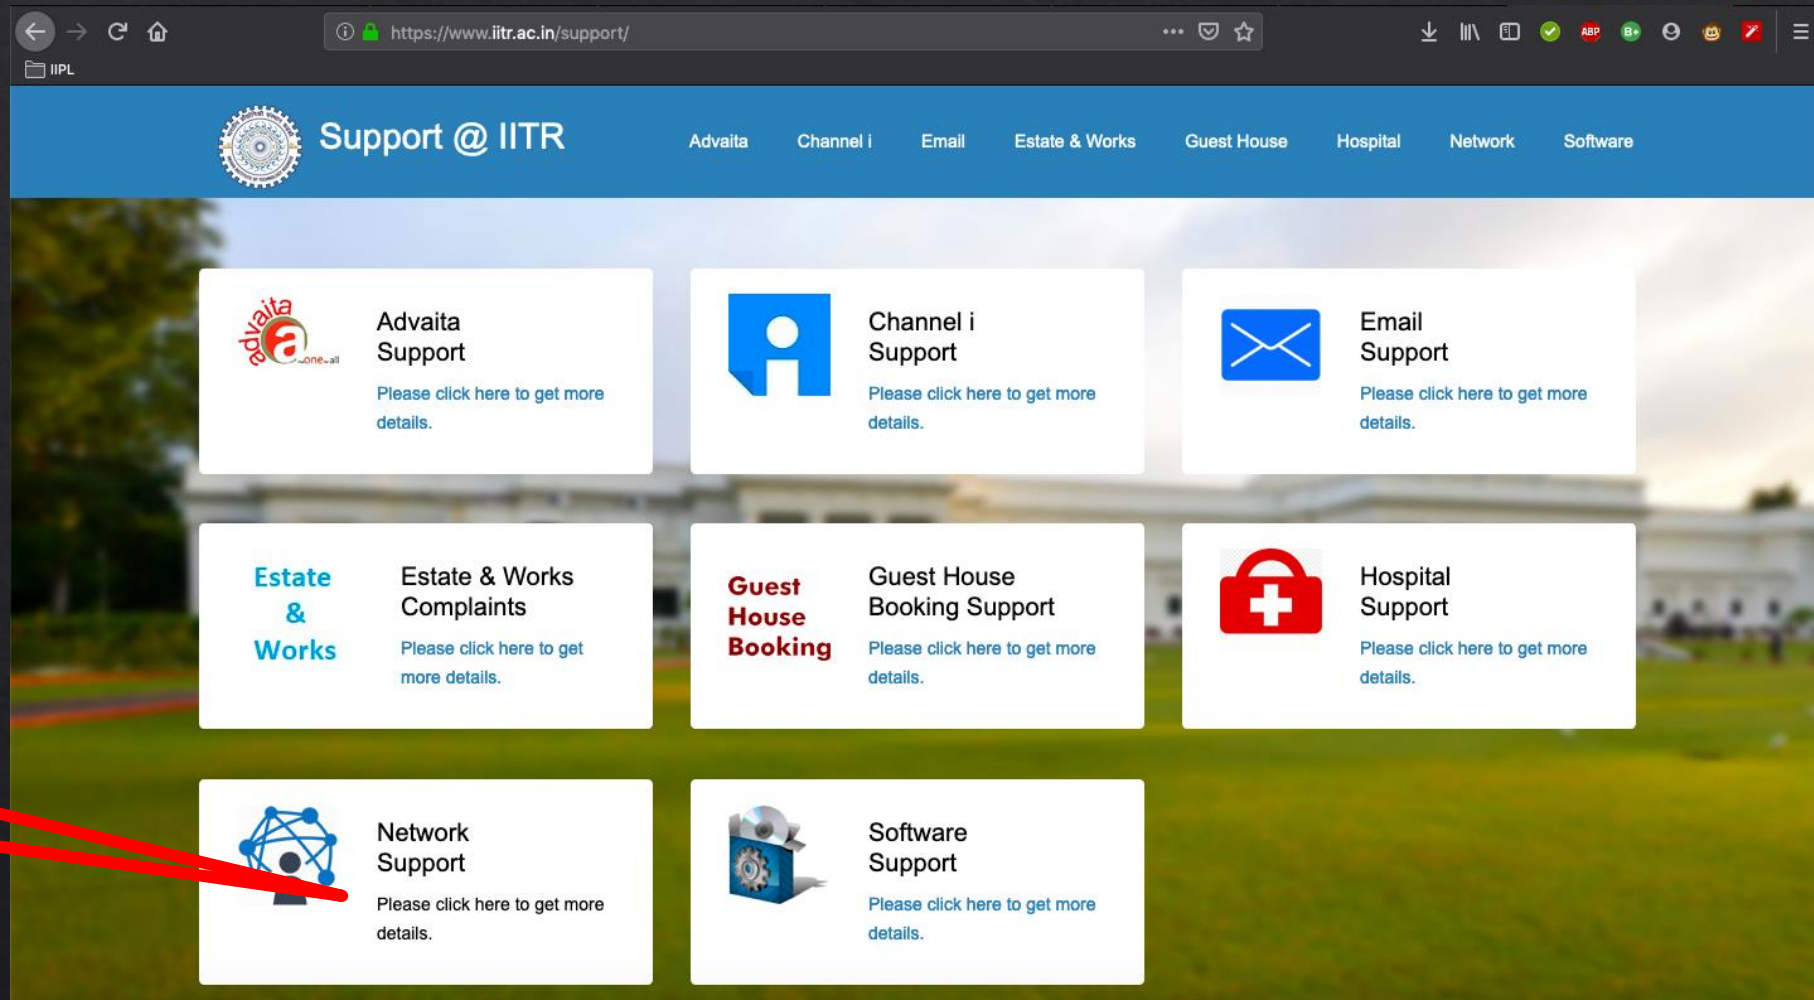 https://www.iitr.ac.in/support/
ABP
B+
IIPL
Support @ IITR
Advaita
Channel i
Email
Estate & Works
Guest House
Hospital
Network
Software
advaita
a
one
all
Advaita
Support
Please click here to get more
details.
Channel i
Support
Please click here to get more
details.
Email
Support
Please click here to get more
details.
Estate
&
Works
Estate & Works
Complaints
Please click here to get
more details.
Guest
House
Booking
Guest House
Booking Support
Please click here to get more
details.
Hospital
Support
Please click here to get more
details.
Network
Support
Please click here to get more
details.
Software
Support
Please click here to get more
details.